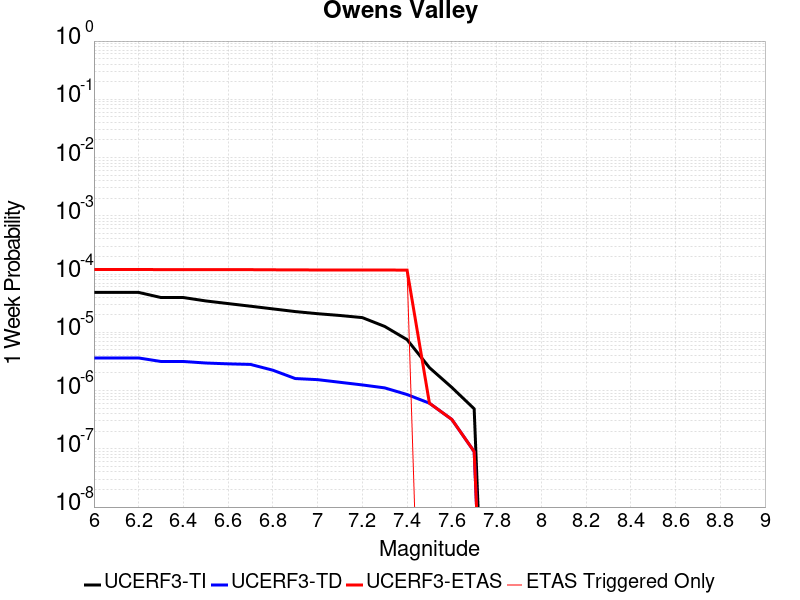 Owens Valley
10^0
10^-1
10^-2
10^-3
10^-4
10^-5
10^-6
10^-7
10^-8
1 Week Probability
6 6.2 6.4 6.6 6.8 7 7.2 7.4 7.6 7.8 8 8.2 8.4 8.6 8.8 9
Magnitude
UCERF3-TI UCERF3-TD UCERF3-ETAS ETAS Triggered Only